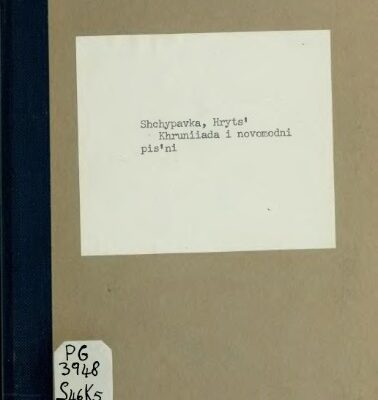 Shchypavka, Hryts'
Khruniiada i novomodni
pis'ni
PG
3948
S46K5